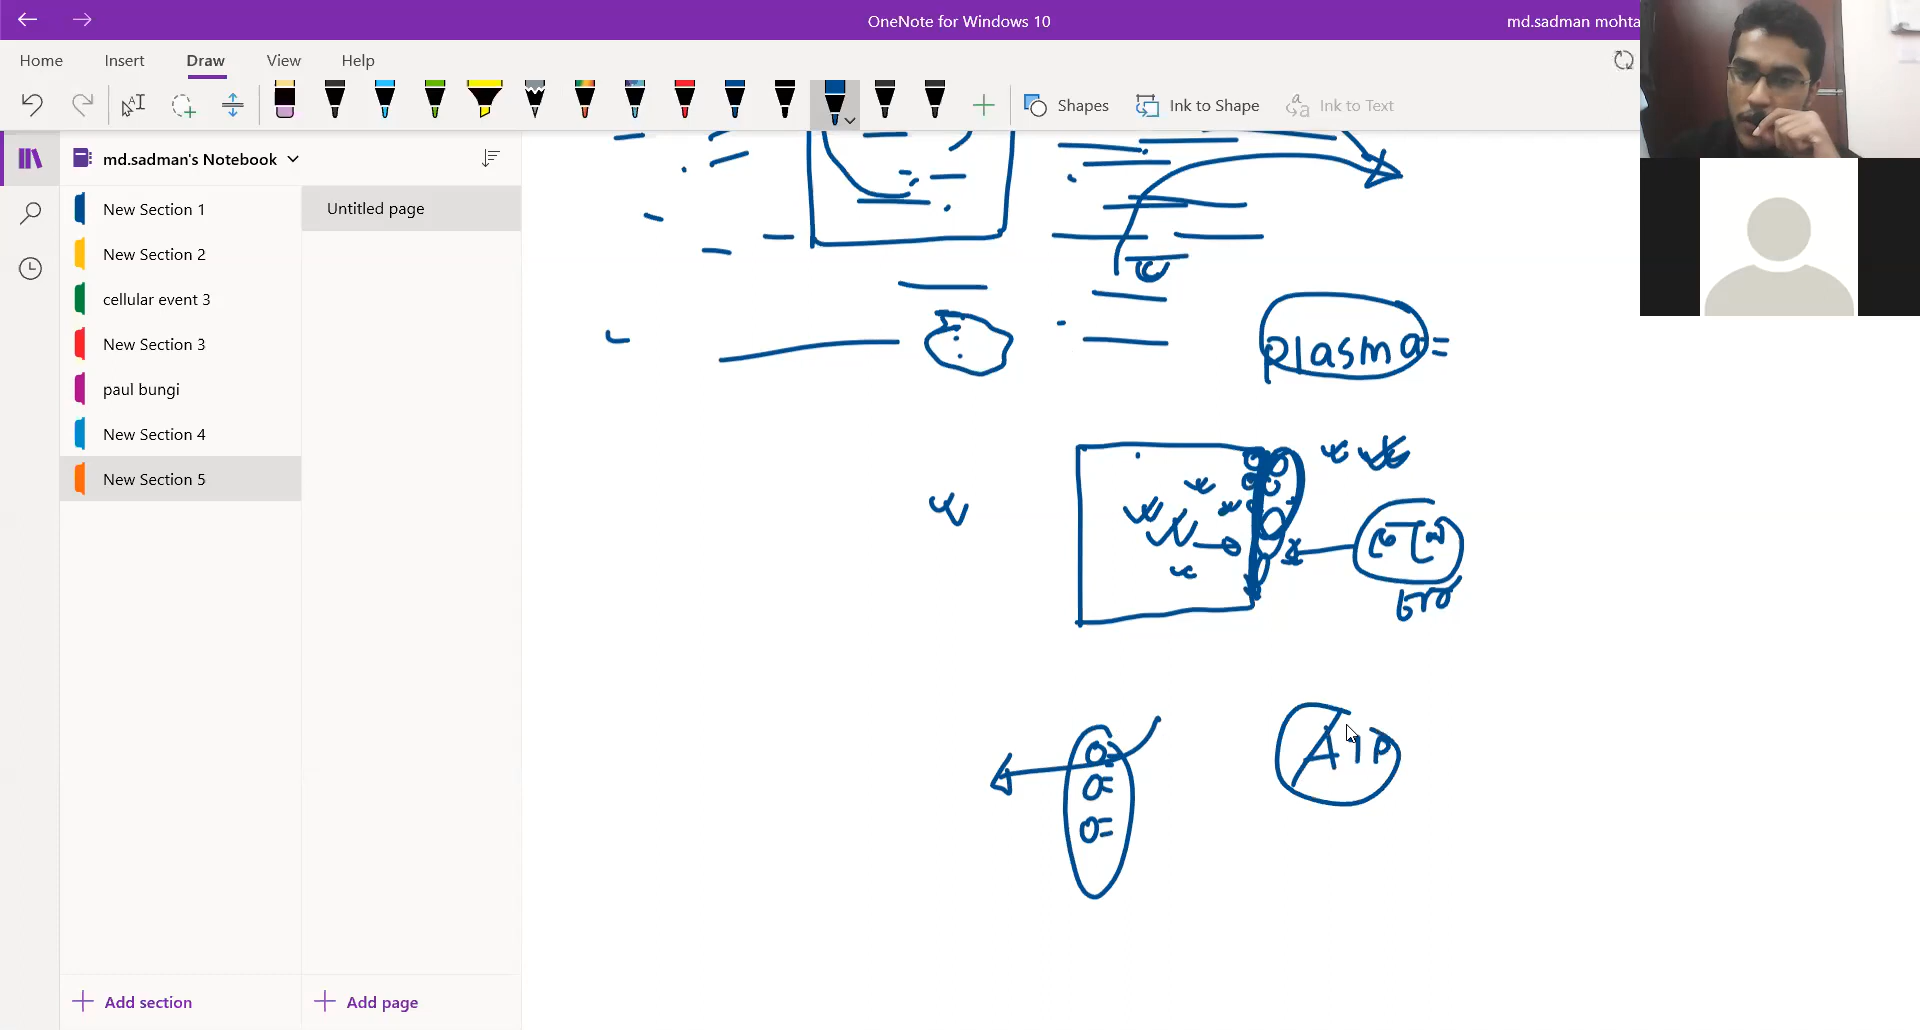 OneNote for Windows 10
md.sadman mohta
Home Insert Draw View Help
Shapes Ink to Shape Ink to Text
md.sadman's Notebook
New Section 1
New Section 2
cellular event 3
New Section 3
paul bungi
New Section 4
New Section 5
Untitled page
plasma=
Add section
Add page